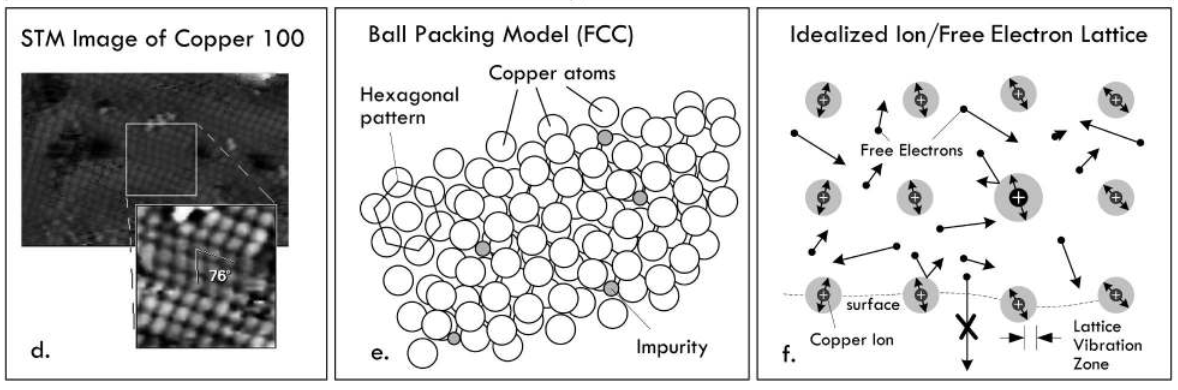 STM Image of Copper 100
76°
d.
Ball Packing Model (FCC)
Copper atoms
Hexagonal
pattern
Impurity
e.
Idealized Ion/Free Electron Lattice
+ + + +
Free Electrons
+ + + +
+ + + +
surface
Copper Ion
Lattice
Vibration
Zone
f.